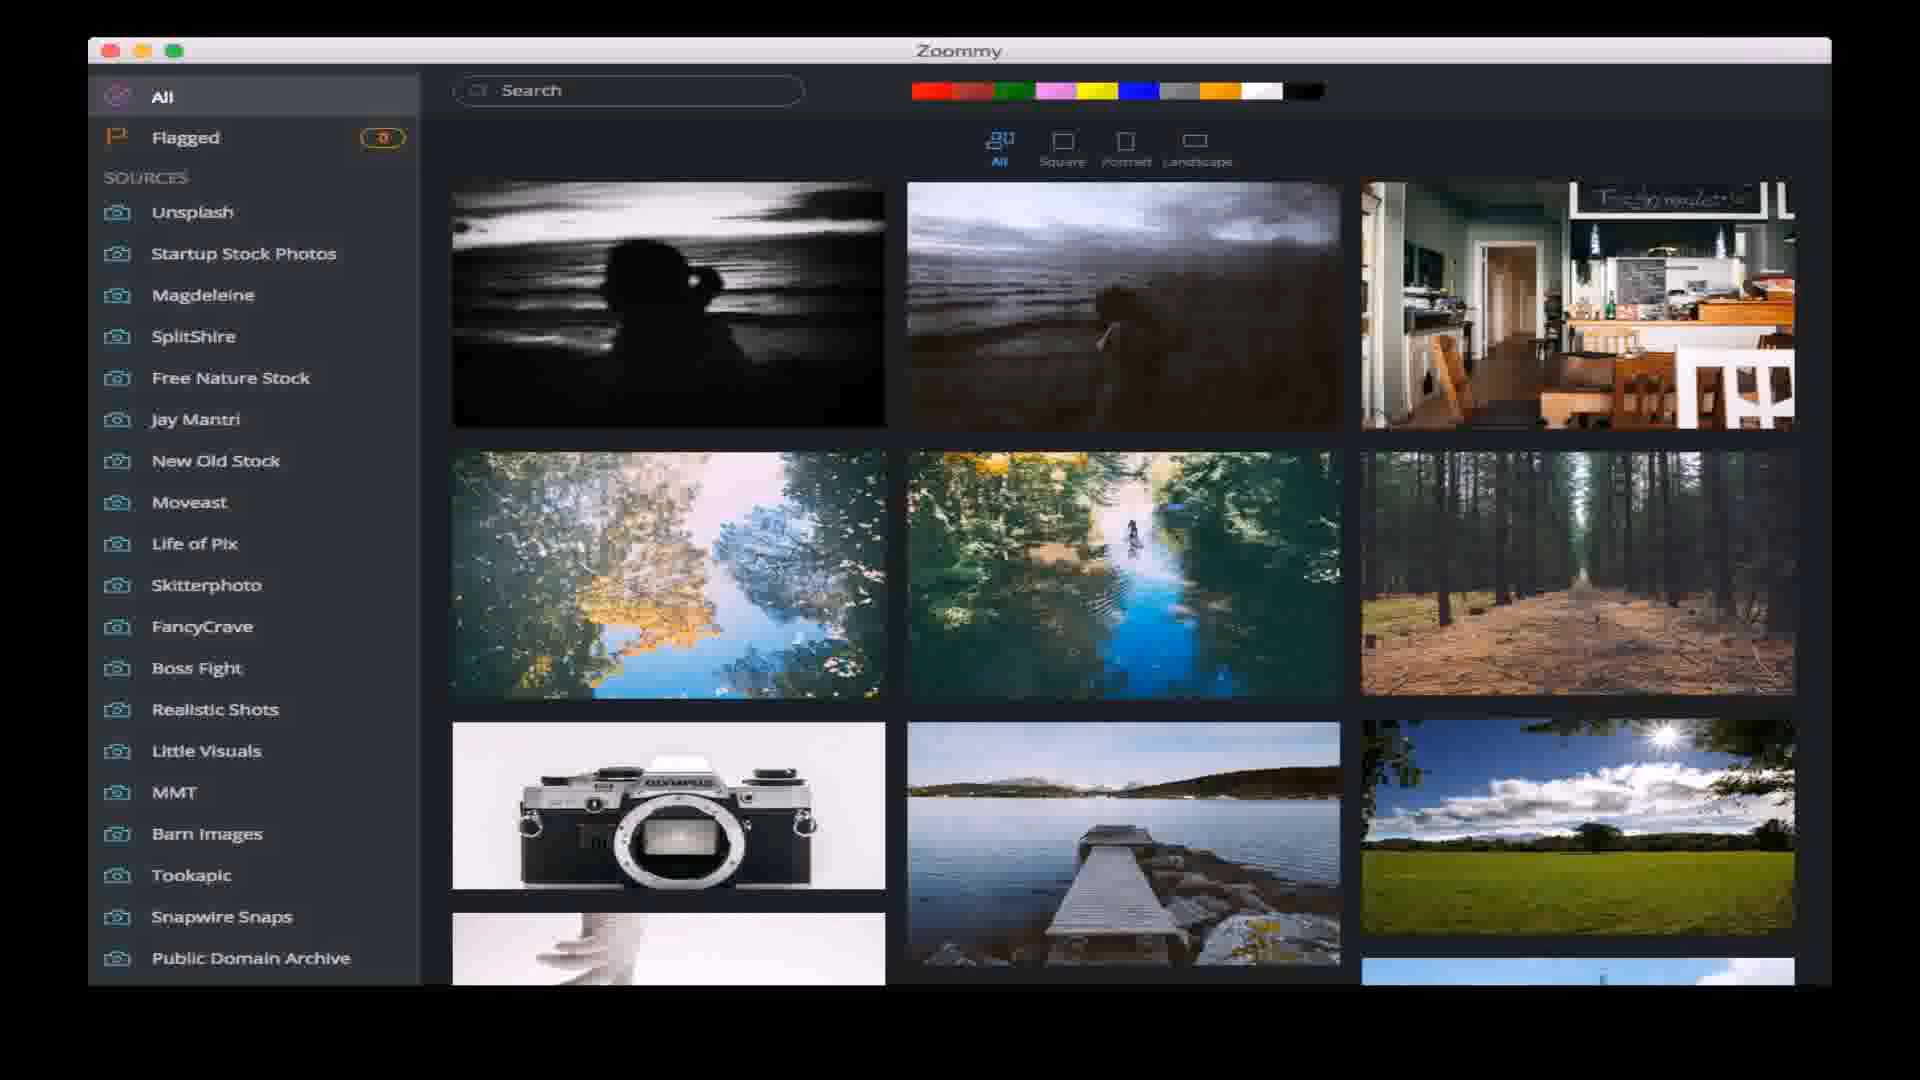 Zoommy
All
Search
Flagged
0
All
Square
Portrait
Landscape
SOURCES
Unsplash
Startup Stock Photos
Magdeleine
SplitShire
Free Nature Stock
Jay Mantri
New Old Stock
Moveast
Life of Pix
Skitterphoto
FancyCrave
Boss Fight
Realistic Shots
Little Visuals
MMT
Barn Images
Tookapic
Snapwire Snaps
Public Domain Archive
OLYMPUS